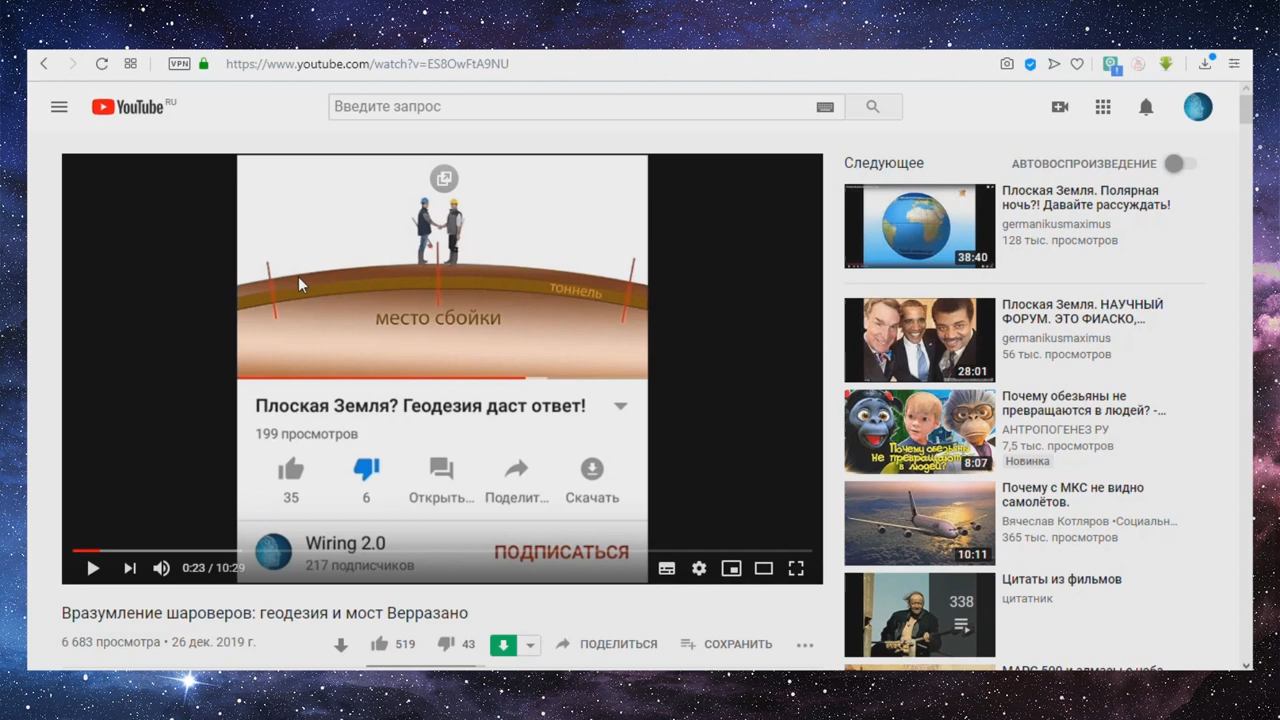 VPN
https://www.youtube.com/watch?v=ES8OwFtA9NU
YouTube RU
Введите запрос
тоннель
место сбойки
Плоская Земля? Геодезия даст ответ!
199 просмотров
35
6
Открыть...
Поделит...
Скачать
Wiring 2.0
217 подписчиков
ПОДПИСАТЬСЯ
0:23 / 10:29
Вразумление шароверов: геодезия и мост Верразано
6 683 просмотра • 26 дек. 2019 г.
519
43
ПОДЕЛИТЬСЯ
СОХРАНИТЬ
Следующее
АВТОВОСПРОИЗВЕДЕНИЕ
38:40
Плоская Земля. Полярная
ночь?! Давайте рассуждать!
germanikusmaximus
128 тыс. просмотров
28:01
Плоская Земля. НАУЧНЫЙ
ФОРУМ. ЭТО ФИАСКО,...
germanikusmaximus
56 тыс. просмотров
Почему обезьяны
Не превращаются
в людей?
8:07
Почему обезьяны не
превращаются в людей? -...
АНТРОПОГЕНЕЗ РУ
7,5 тыс. просмотров
Новинка
10:11
Почему с МКС не видно
самолётов.
Вячеслав Котляров •Социальн...
365 тыс. просмотров
338
Цитаты из фильмов
цитатник